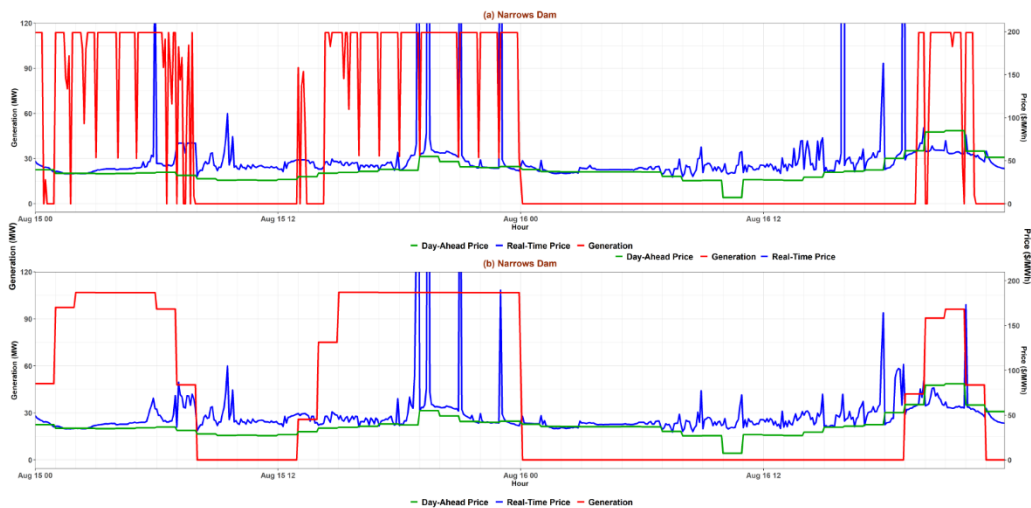 (a) Narrows Dam
120
90
60
30
0
Generation (MW)
200
150
100
50
0
Price ($/MWh)
Aug 15 00
Aug 15 12
Aug 16 00
Aug 16 12
Hour
Day-Ahead Price Real-Time Price Generation
Generation (MW)
Price ($/MWh)
Day-Ahead Price Generation Real-Time Price
(b) Narrows Dam
120
90
60
30
0
Generation (MW)
200
150
100
50
0
Price ($/MWh)
Aug 15 00
Aug 15 12
Aug 16 00
Aug 16 12
Hour
Day-Ahead Price Real-Time Price Generation